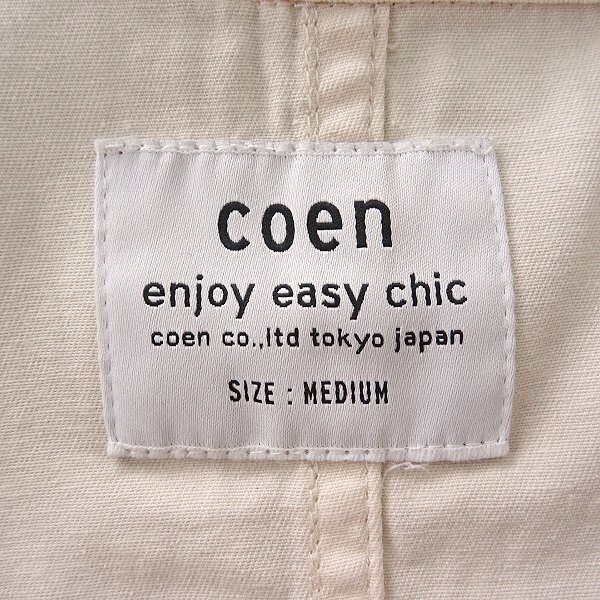 coen
enjoy easy chic
coen co.,ltd tokyo japan
SIZE : MEDIUM